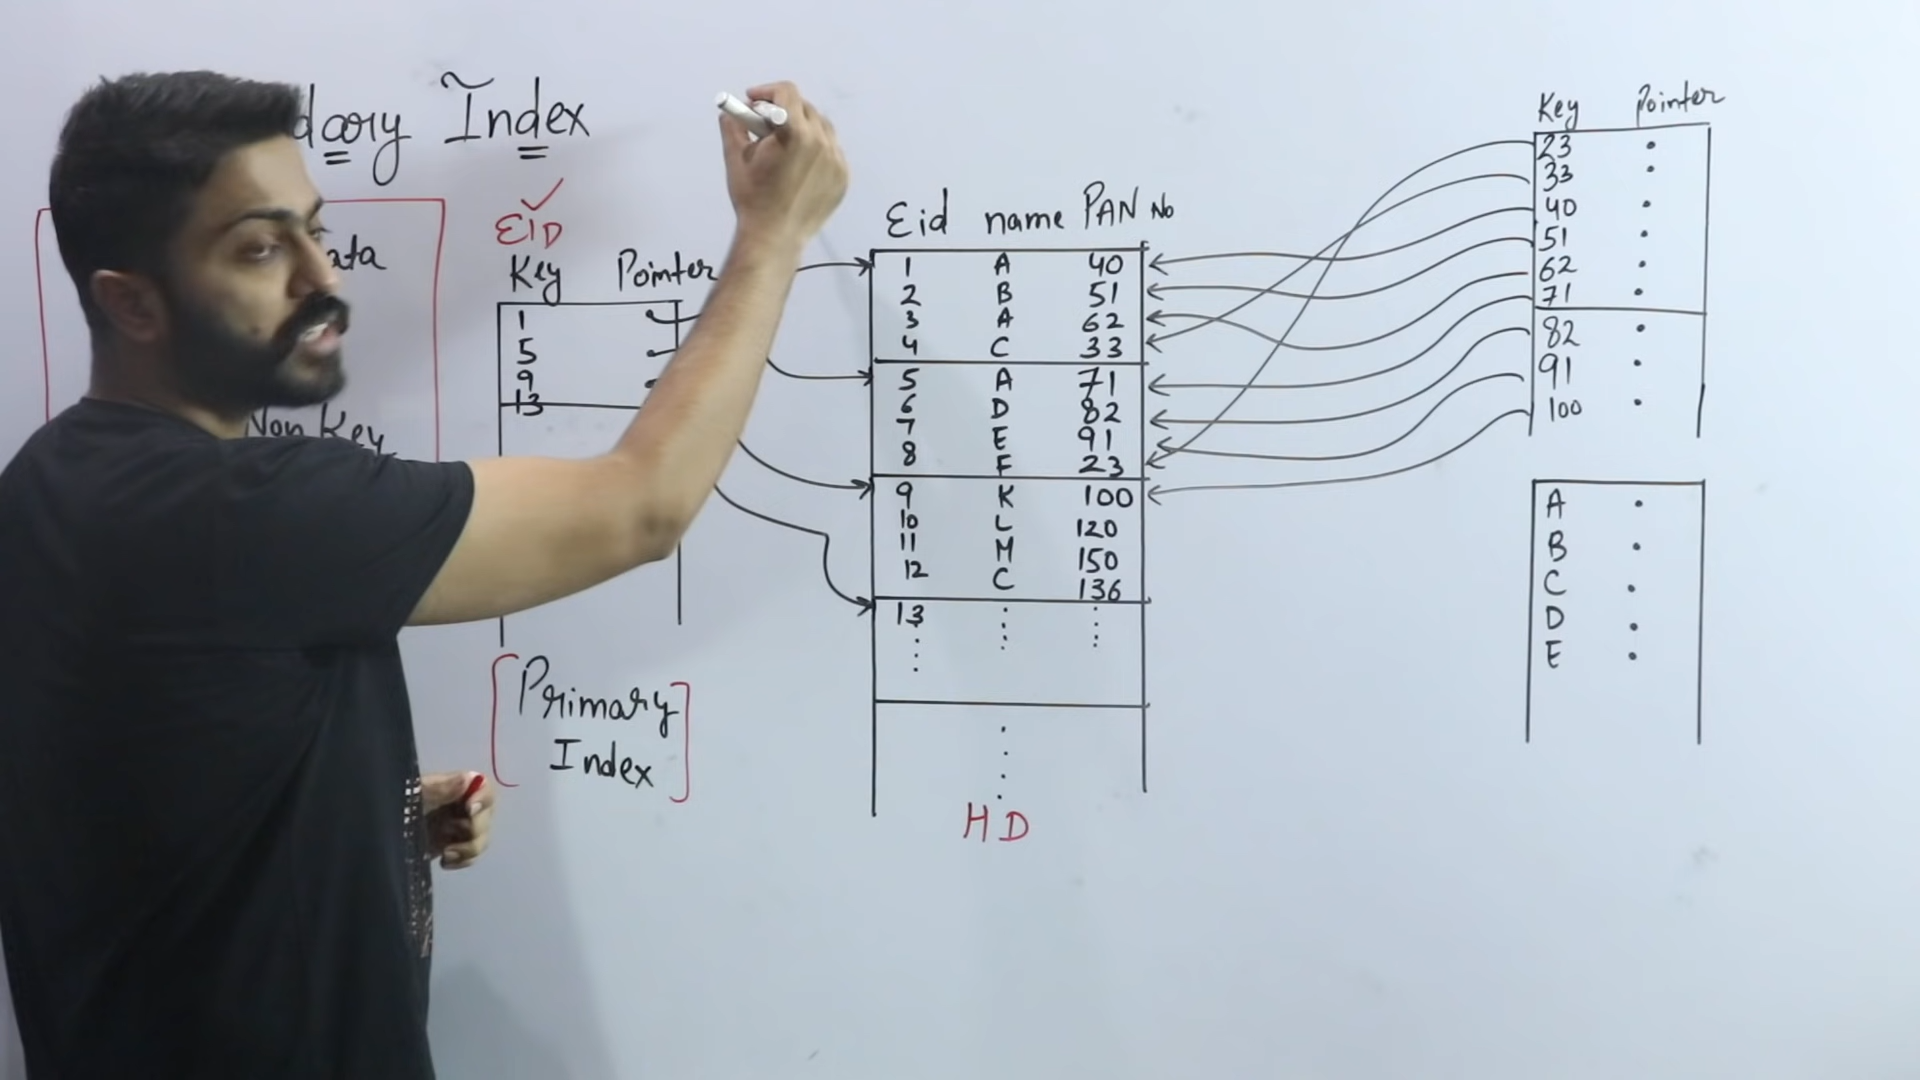 Index
EID
Key Pointer
1
5
9
13
Non Key
Primary
Index
Eid name PAN No
1 A 40
2 B 51
3 A 62
4 C 33
5 A 71
6 D 82
7 E 91
8 F 23
9 K 100
10 L 120
11 M 150
12 C 136
13
HD
Key Pointer
23
33
40
51
62
71
82
91
100
A
B
C
D
E